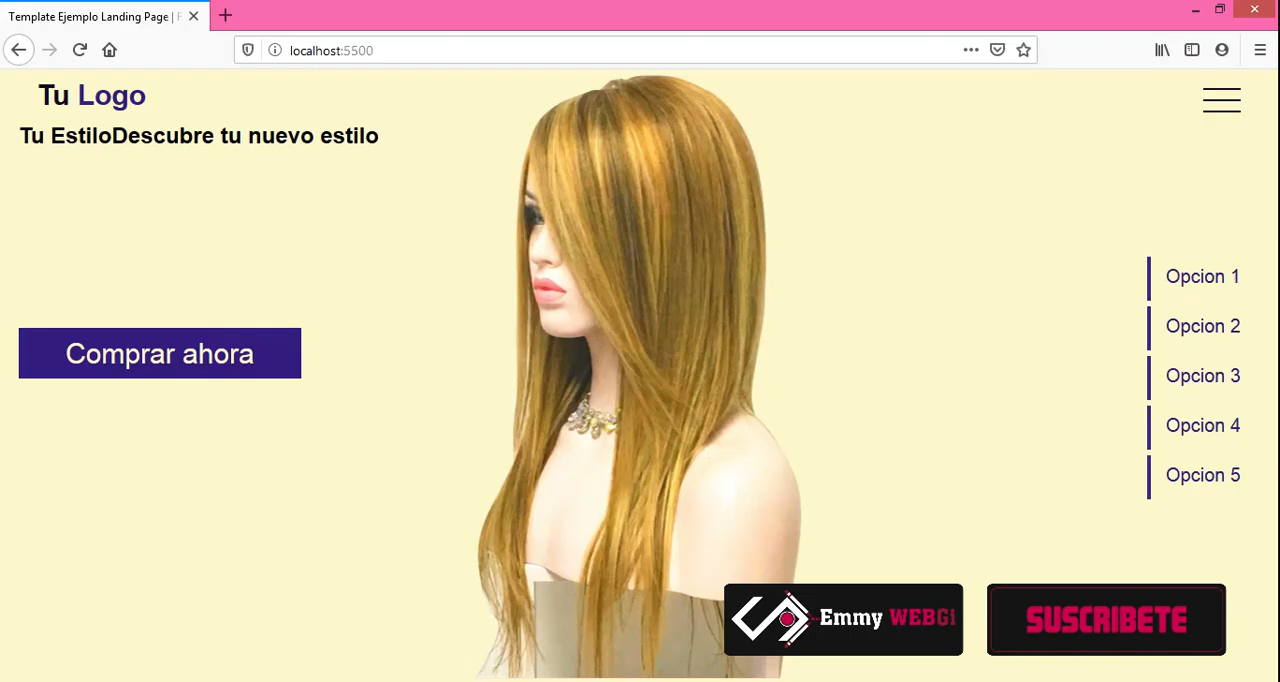 Template Ejemplo Landing Page | F
localhost:5500
Tu Logo
Tu EstiloDescubre tu nuevo estilo
Opcion 1
Opcion 2
Comprar ahora
Opcion 3
Opcion 4
Opcion 5
Emmy WEBGi
SUSCRIBETE